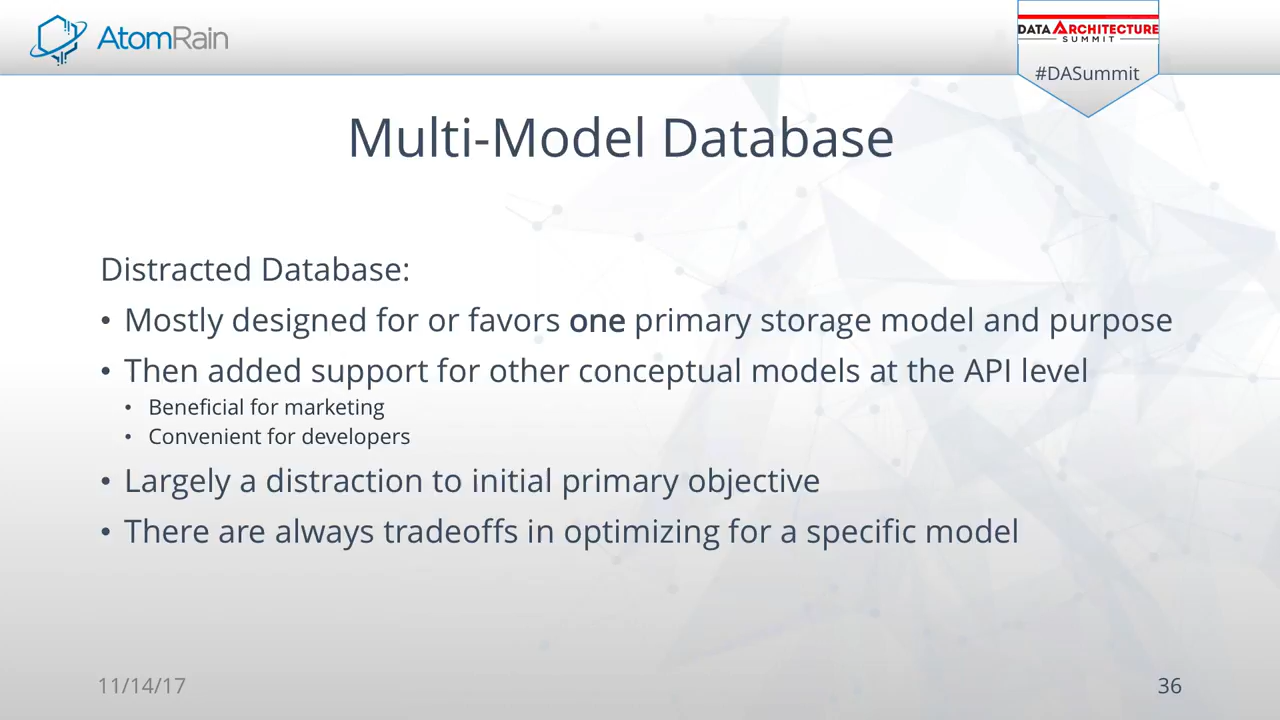 AtomRain
DATA ARCHITECTURE
SUMMIT
#DASummit
Multi-Model Database
Distracted Database:
• Mostly designed for or favors one primary storage model and purpose
• Then added support for other conceptual models at the API level
• Beneficial for marketing
• Convenient for developers
• Largely a distraction to initial primary objective
• There are always tradeoffs in optimizing for a specific model
11/14/17
36